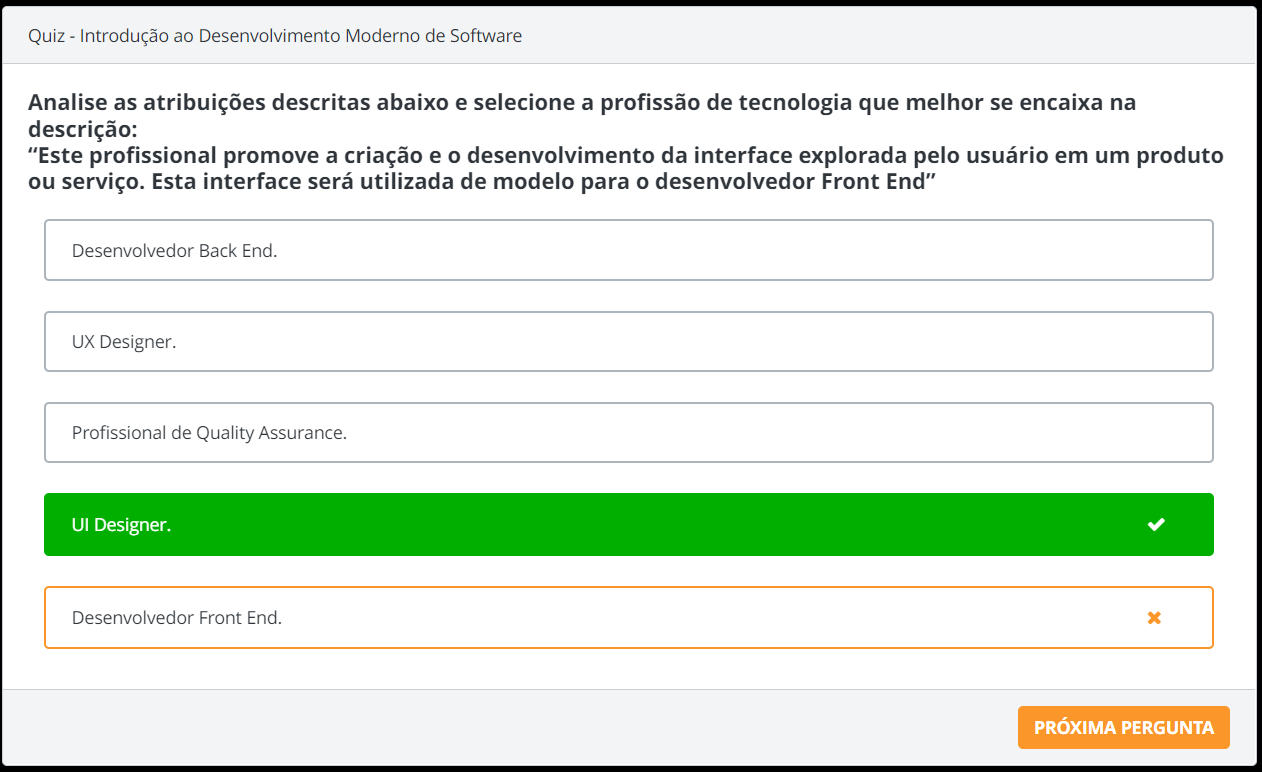 Quiz - Introdução ao Desenvolvimento Moderno de Software
Analise as atribuições descritas abaixo e selecione a profissão de tecnologia que melhor se encaixa na
descrição:
“Este profissional promove a criação e o desenvolvimento da interface explorada pelo usuário em um produto
ou serviço. Esta interface será utilizada de modelo para o desenvolvedor Front End”
Desenvolvedor Back End.
UX Designer.
Profissional de Quality Assurance.
UI Designer.
Desenvolvedor Front End.
PRÓXIMA PERGUNTA